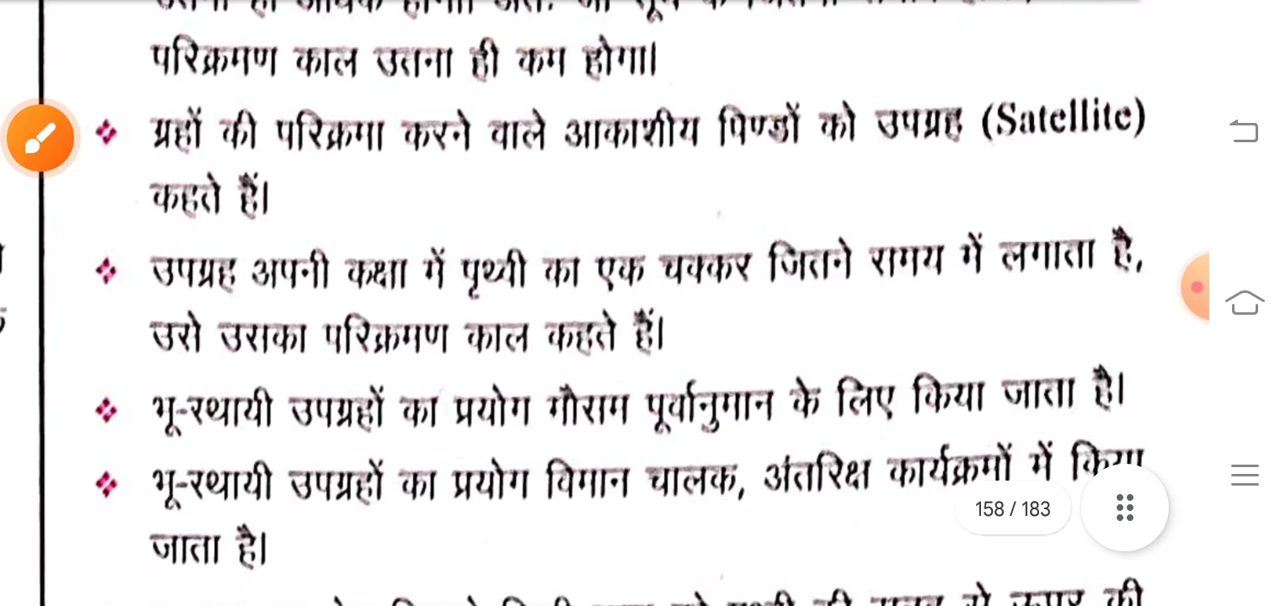 परिक्रमण काल उतना ही कम होगा।
❖ ग्रहों की परिक्रमा करने वाले आकाशीय पिण्डों को उपग्रह (Satellite)
कहते हैं।
❖ उपग्रह अपनी कक्षा में पृथ्वी का एक चक्कर जितने समय में लगाता है,
उसे उसका परिक्रमण काल कहते हैं।
❖ भू-स्थायी उपग्रहों का प्रयोग मौसम पूर्वानुमान के लिए किया जाता है।
❖ भू-स्थायी उपग्रहों का प्रयोग विमान चालक, अंतरिक्ष कार्यक्रमों में किया
जाता है।
158 / 183